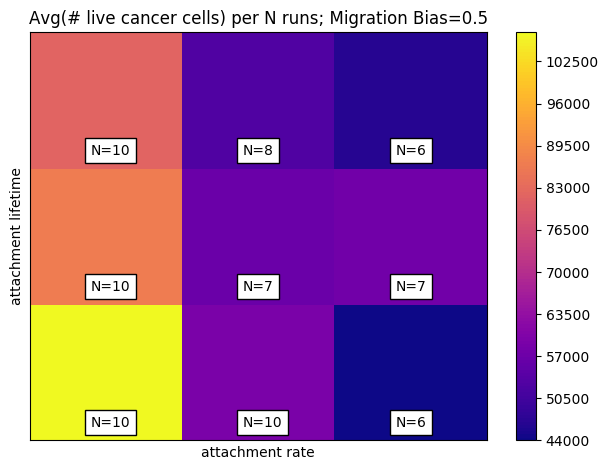 Avg(# live cancer cells) per N runs; Migration Bias=0.5
102500
96000
89500
83000
76500
70000
63500
57000
50500
44000
attachment lifetime
N=10
N=8
N=6
N=10
N=7
N=7
N=10
N=10
N=6
attachment rate